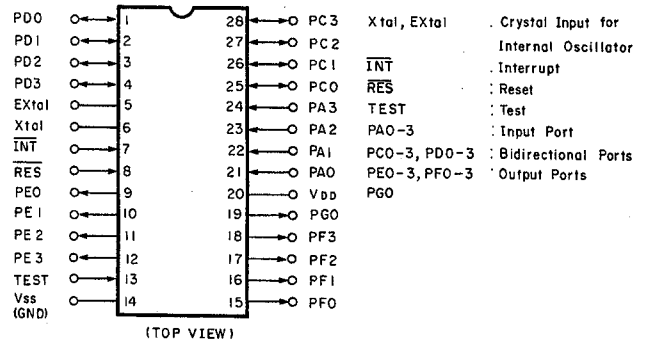 PD0 1 28 PC3 Xtal, EXtal . Crystal Input for
PD1 2 27 PC2 Internal Oscillator
PD2 3 26 PC1 INT . Interrupt
PD3 4 25 PC0 RES : Reset
EXtal 5 24 PA3 TEST : Test
Xtal 6 23 PA2 PA0-3 : Input Port
INT 7 22 PA1 PC0-3, PD0-3 : Bidirectional Ports
RES 8 21 PA0 PE0-3, PF0-3 ' Output Ports
PE0 9 20 VDD PG0
PE1 10 19 PG0
PE2 11 18 PF3
PE3 12 17 PF2
TEST 13 16 PF1
Vss 14 15 PF0
(GND)
(TOP VIEW)